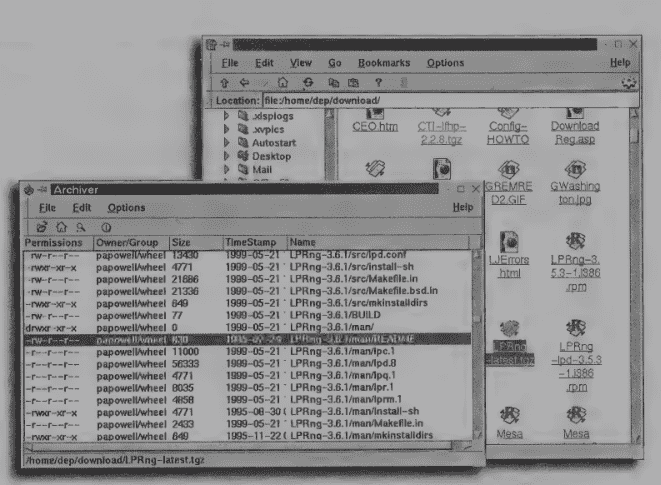 File Edit View Go Bookmarks Options Help
Location: file:/home/dep/download/
.xisplogs
.xvpics
Autostart
Desktop
Mail
CEO.htm
CTI-ifhp-
2.2.8.tgz
Config-
HOWTO
Download
Reg.asp
GREMRE
D2.GIF
GWashing
ton.jpg
LJErrors
.html
LPRng-3.
5.3-1.i386
.rpm
LPRng
-latest.tgz
LPRng
-lpd-3.5.3
-1.i386
.rpm
Mesa
Mesa
Archiver
File Edit Options Help
Permissions Owner/Group Size TimeStamp Name
-rw-r--r-- papowell/wheel 13430 1999-05-21 LPRng-3.6.1/src/lpd.conf
-rwxr-xr-x papowell/wheel 4771 1999-05-21 LPRng-3.6.1/src/install-sh
-rw-r--r-- papowell/wheel 21686 1999-05-21 LPRng-3.6.1/src/Makefile.in
-rw-r--r-- papowell/wheel 21336 1999-05-21 LPRng-3.6.1/src/Makefile.bsd.in
-rwxr-xr-x papowell/wheel 649 1999-05-21 LPRng-3.6.1/src/mkinstalldirs
-rw-r--r-- papowell/wheel 77 1999-05-21 LPRng-3.6.1/BUILD
drwxr-xr-x papowell/wheel 0 1999-05-21 LPRng-3.6.1/man/
-rw-r--r-- papowell/wheel 630 LPRng-3.6.1/man/README
-r--r--r-- papowell/wheel 11000 1999-05-21 LPRng-3.6.1/man/lpc.1
-r--r--r-- papowell/wheel 56333 1999-05-21 LPRng-3.6.1/man/lpd.8
-r--r--r-- papowell/wheel 4771 1999-05-21 LPRng-3.6.1/man/lpq.1
-r--r--r-- papowell/wheel 8035 1999-05-21 LPRng-3.6.1/man/lpr.1
-r--r--r-- papowell/wheel 4858 1999-05-21 LPRng-3.6.1/man/lprm.1
-rwxr-xr-x papowell/wheel 4771 1995-08-30 ( LPRng-3.6.1/man/install-sh
-rw-r--r-- papowell/wheel 2433 1999-05-21 LPRng-3.6.1/man/Makefile.in
-rwxr-xr-x papowell/wheel 649 1995-11-22 ( LPRng-3.6.1/man/mkinstalldirs
/home/dep/download/LPRng-latest.tgz